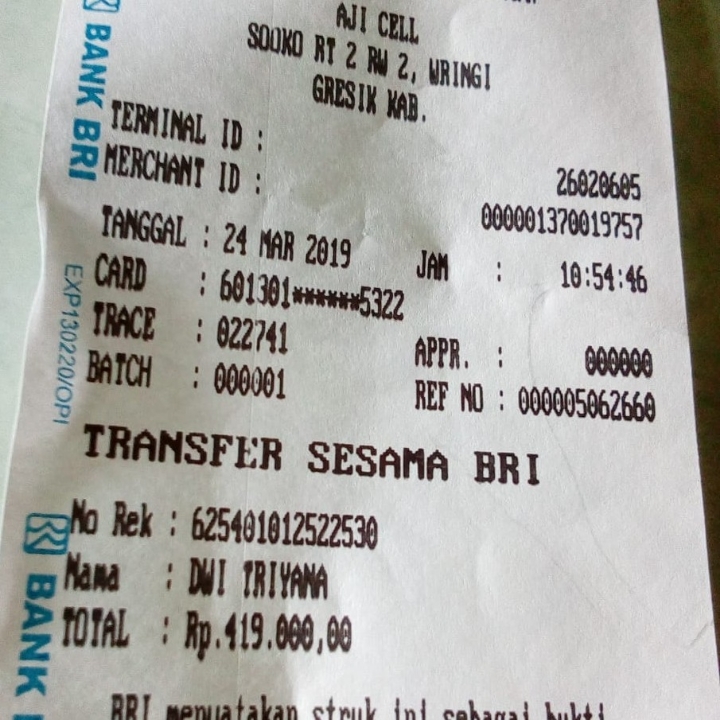 AJI CELL
SOOKO RT 2 RW 2, WRINGI
GRESIK KAB.
TERMINAL ID : 26020605
MERCHANT ID : 000001370019757
TANGGAL : 24 MAR 2019 JAM : 10:54:46
CARD : 601301******5322
TRACE : 022741 APPR. : 000000
BATCH : 000001 REF NO : 000005062660
TRANSFER SESAMA BRI
No Rek : 625401012522530
Nama : DWI TRIYANA
TOTAL : Rp.419.000,00
BRI menyatakan struk ini sebagai bukti
BANK BRI
EXP130220/OPI
BANK